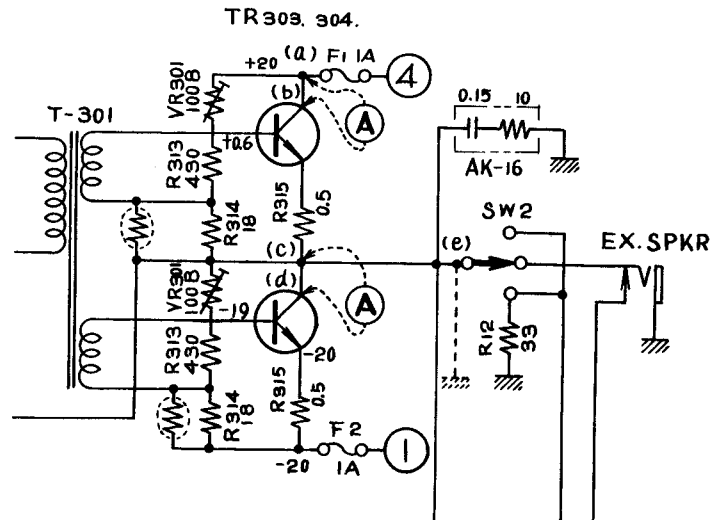 TR303. 304.
+20
(a)
F1 1A
4
(b)
VR301
100B
A
T-301
+0.6
R313
430
R315
0.5
R314
18
0.15
10
AK-16
SW2
(e)
EX. SPKR
(c)
(d)
VR301
100B
A
-19
-20
R12
33
R313
430
R315
0.5
R314
18
F2
1A
1
-20